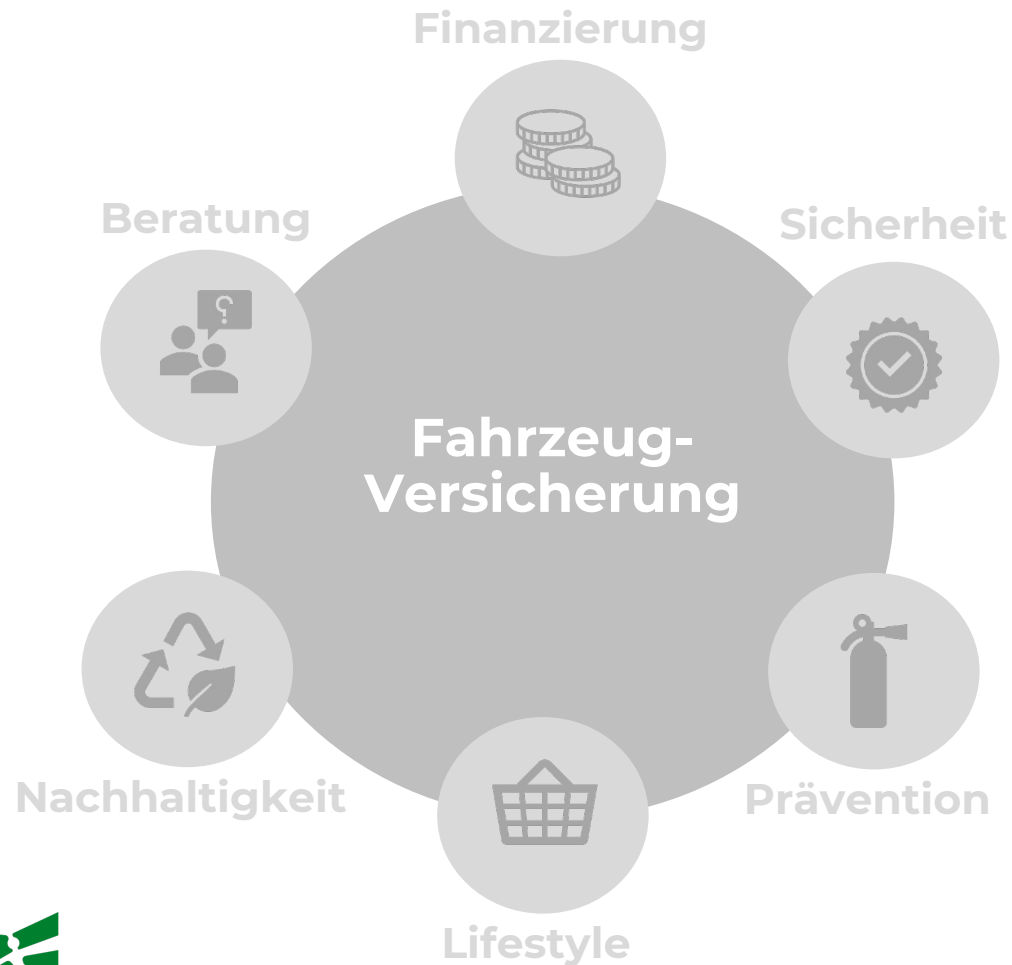 Finanzierung
Beratung
Sicherheit
Fahrzeug-
Versicherung
Nachhaltigkeit
Prävention
Lifestyle